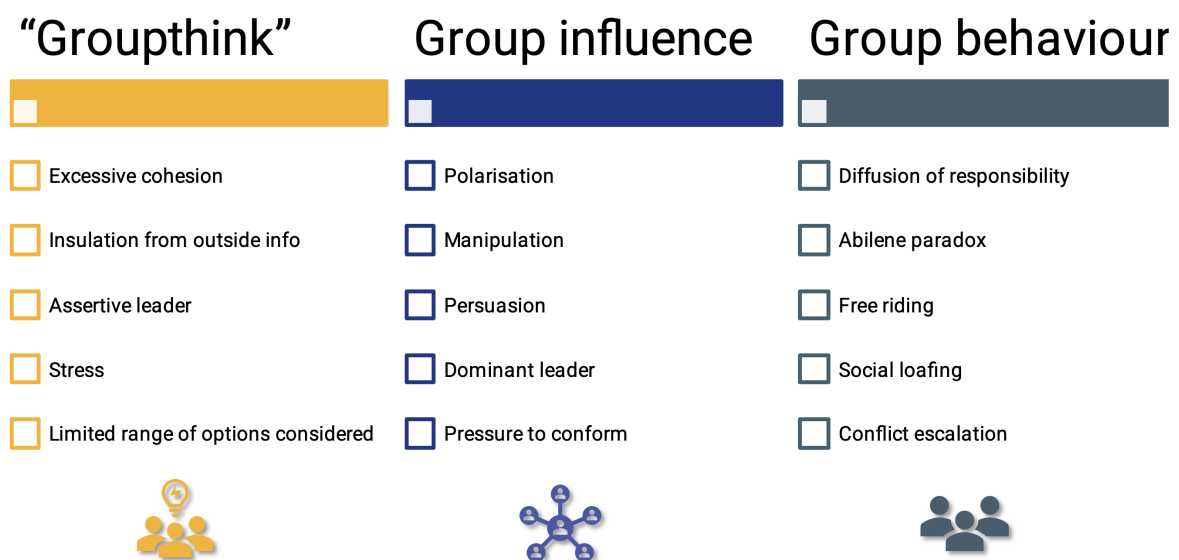 “Groupthink”
Excessive cohesion
Insulation from outside info
Assertive leader
Stress
Limited range of options considered
Group influence
Polarisation
Manipulation
Persuasion
Dominant leader
Pressure to conform
Group behaviour
Diffusion of responsibility
Abilene paradox
Free riding
Social loafing
Conflict escalation